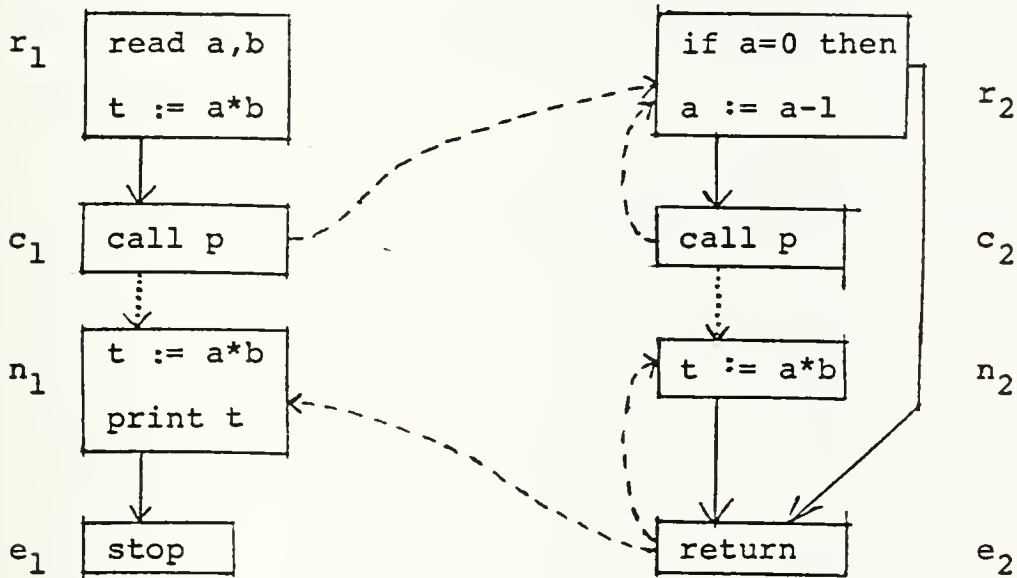 r1
read a,b
t := a*b
c1
call p
n1
t := a*b
print t
e1
stop
if a=0 then
a := a-1
r2
call p
c2
t := a*b
n2
return
e2